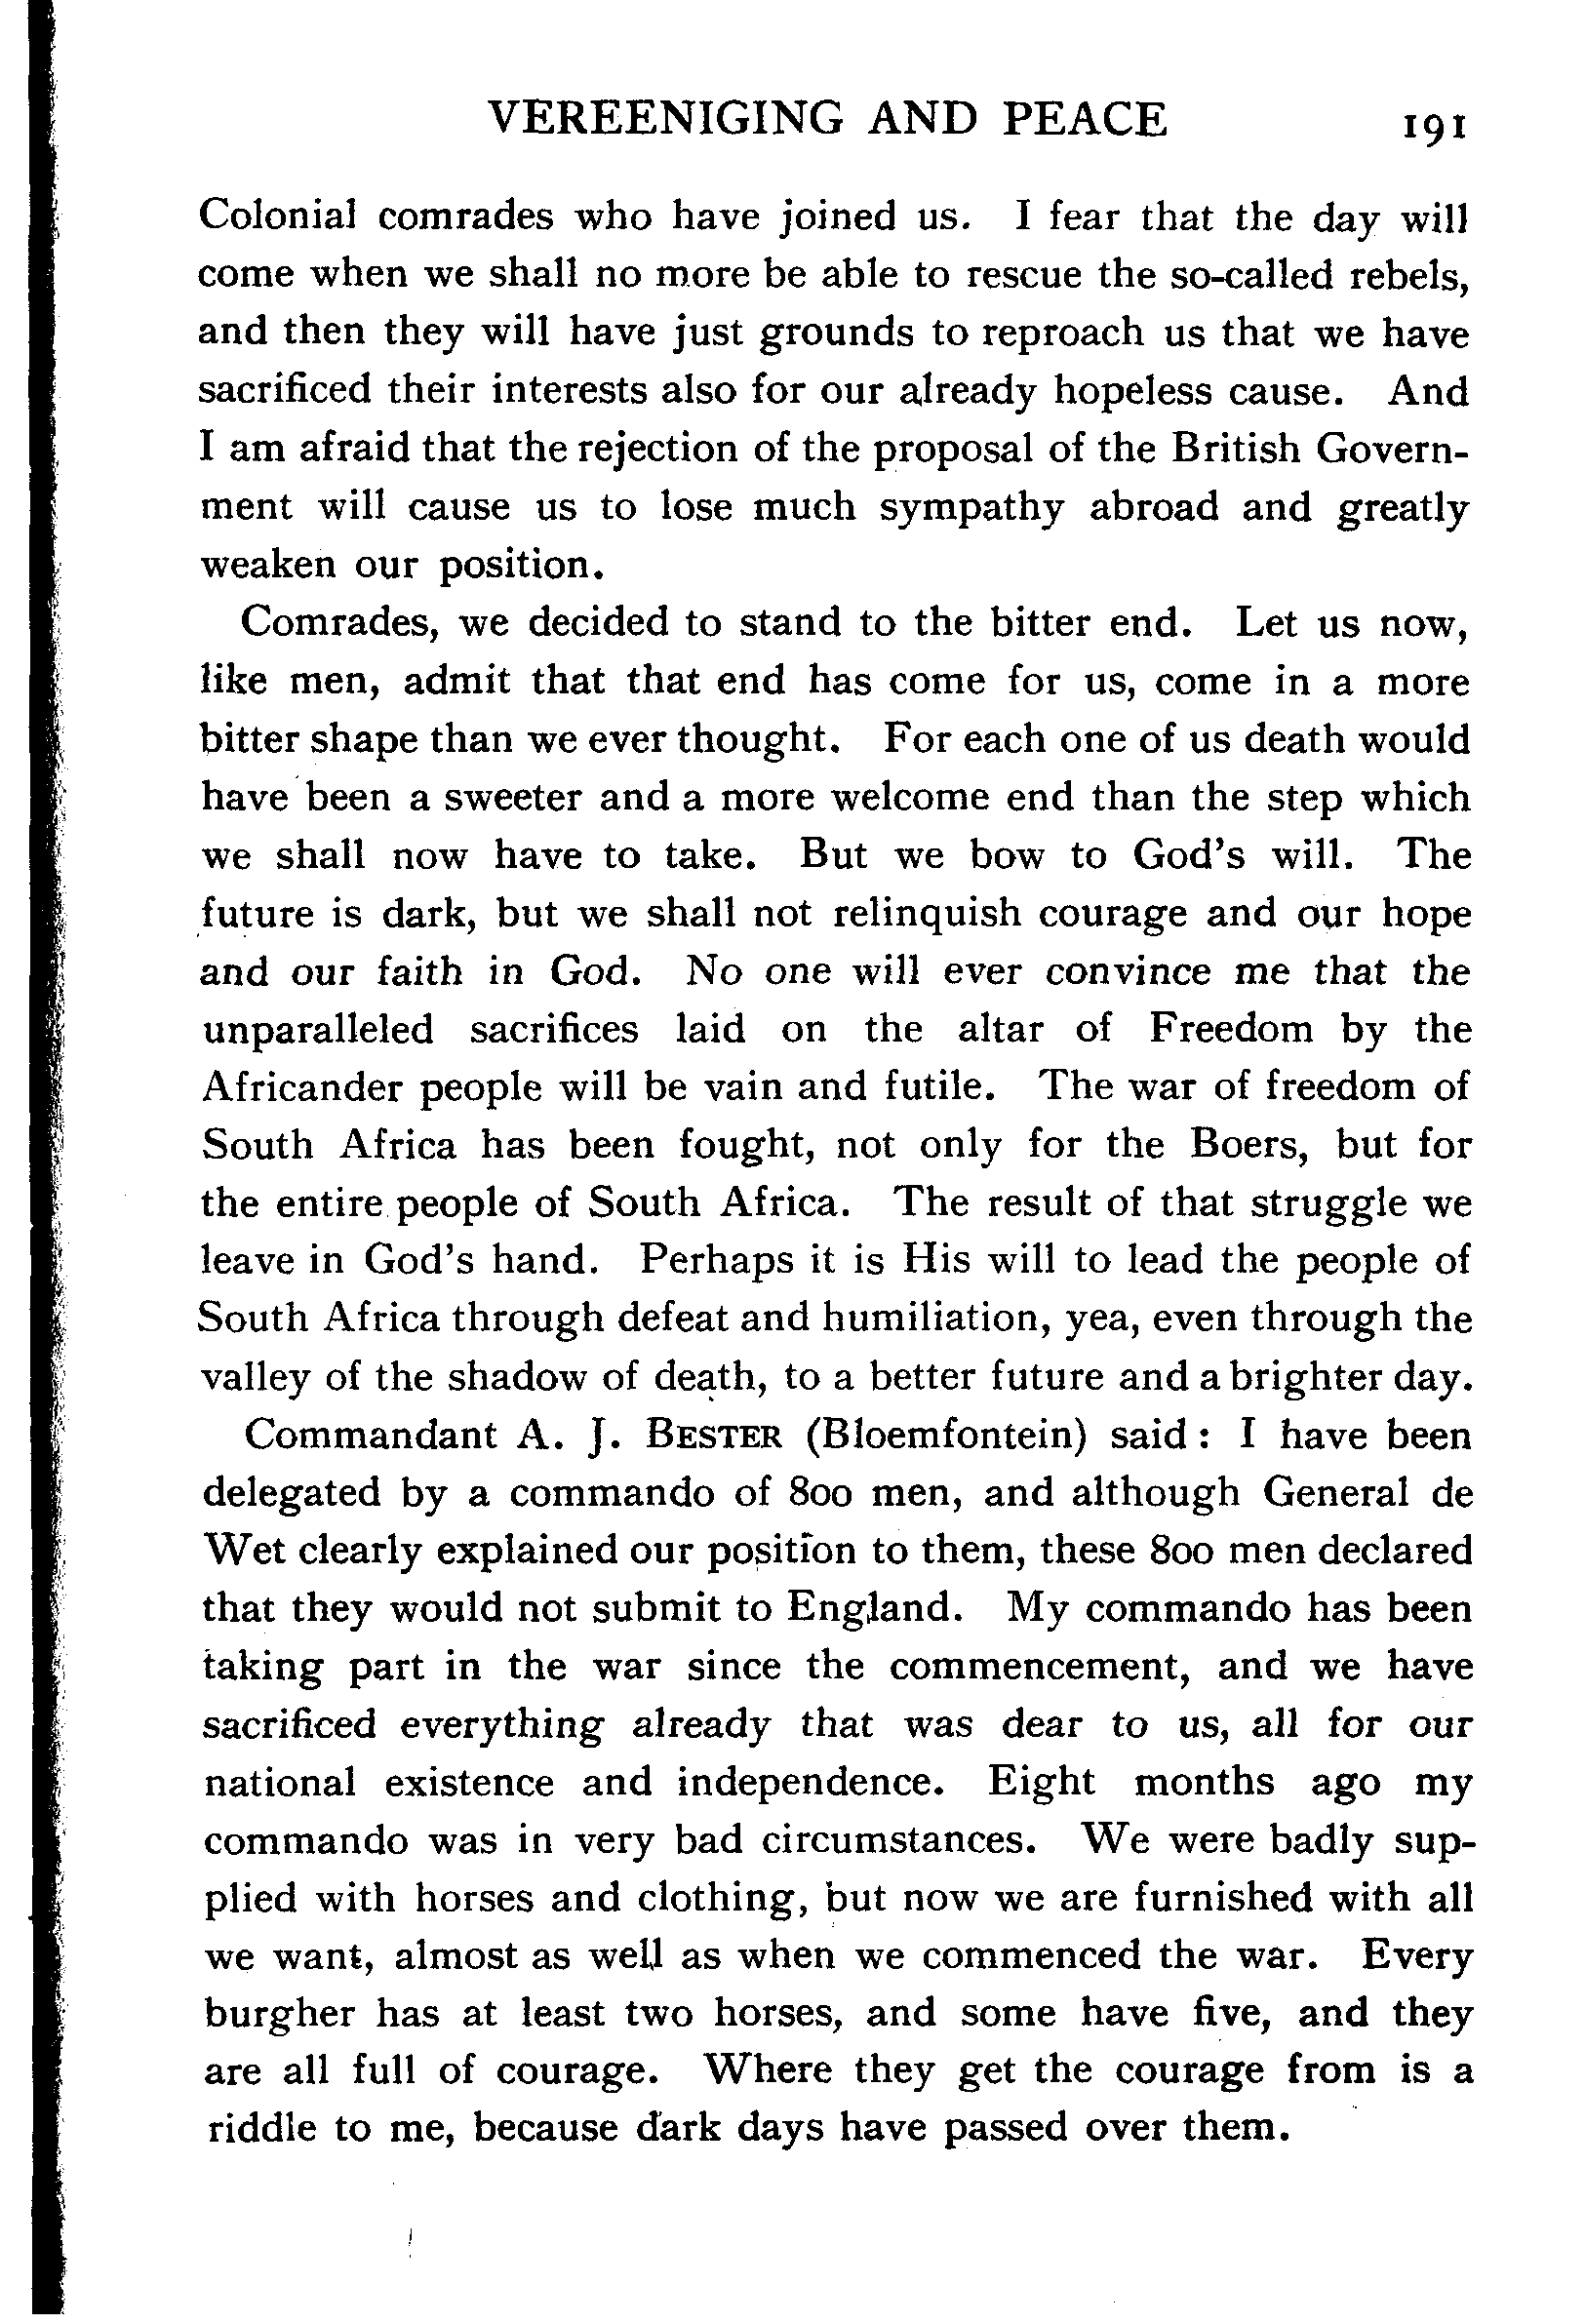 VEREENIGING AND PEACE 191
Colonial comrades who have joined us. I fear that the day will
come when we shall no more be able to rescue the so-called rebels,
and then they will have just grounds to reproach us that we have
sacrificed their interests also for our already hopeless cause. And
I am afraid that the rejection of the proposal of the British Govern-
ment will cause us to lose much sympathy abroad and greatly
weaken our position.
Comrades, we decided to stand to the bitter end. Let us now,
like men, admit that that end has come for us, come in a more
bitter shape than we ever thought. For each one of us death would
have been a sweeter and a more welcome end than the step which
we shall now have to take. But we bow to God's will. The
future is dark, but we shall not relinquish courage and our hope
and our faith in God. No one will ever convince me that the
unparalleled sacrifices laid on the altar of Freedom by the
Africander people will be vain and futile. The war of freedom of
South Africa has been fought, not only for the Boers, but for
the entire people of South Africa. The result of that struggle we
leave in God's hand. Perhaps it is His will to lead the people of
South Africa through defeat and humiliation, yea, even through the
valley of the shadow of death, to a better future and a brighter day.
Commandant A. J. BESTER (Bloemfontein) said : I have been
delegated by a commando of 800 men, and although General de
Wet clearly explained our position to them, these 800 men declared
that they would not submit to England. My commando has been
taking part in the war since the commencement, and we have
sacrificed everything already that was dear to us, all for our
national existence and independence. Eight months ago my
commando was in very bad circumstances. We were badly sup-
plied with horses and clothing, but now we are furnished with all
we want, almost as well as when we commenced the war. Every
burgher has at least two horses, and some have five, and they
are all full of courage. Where they get the courage from is a
riddle to me, because dark days have passed over them.